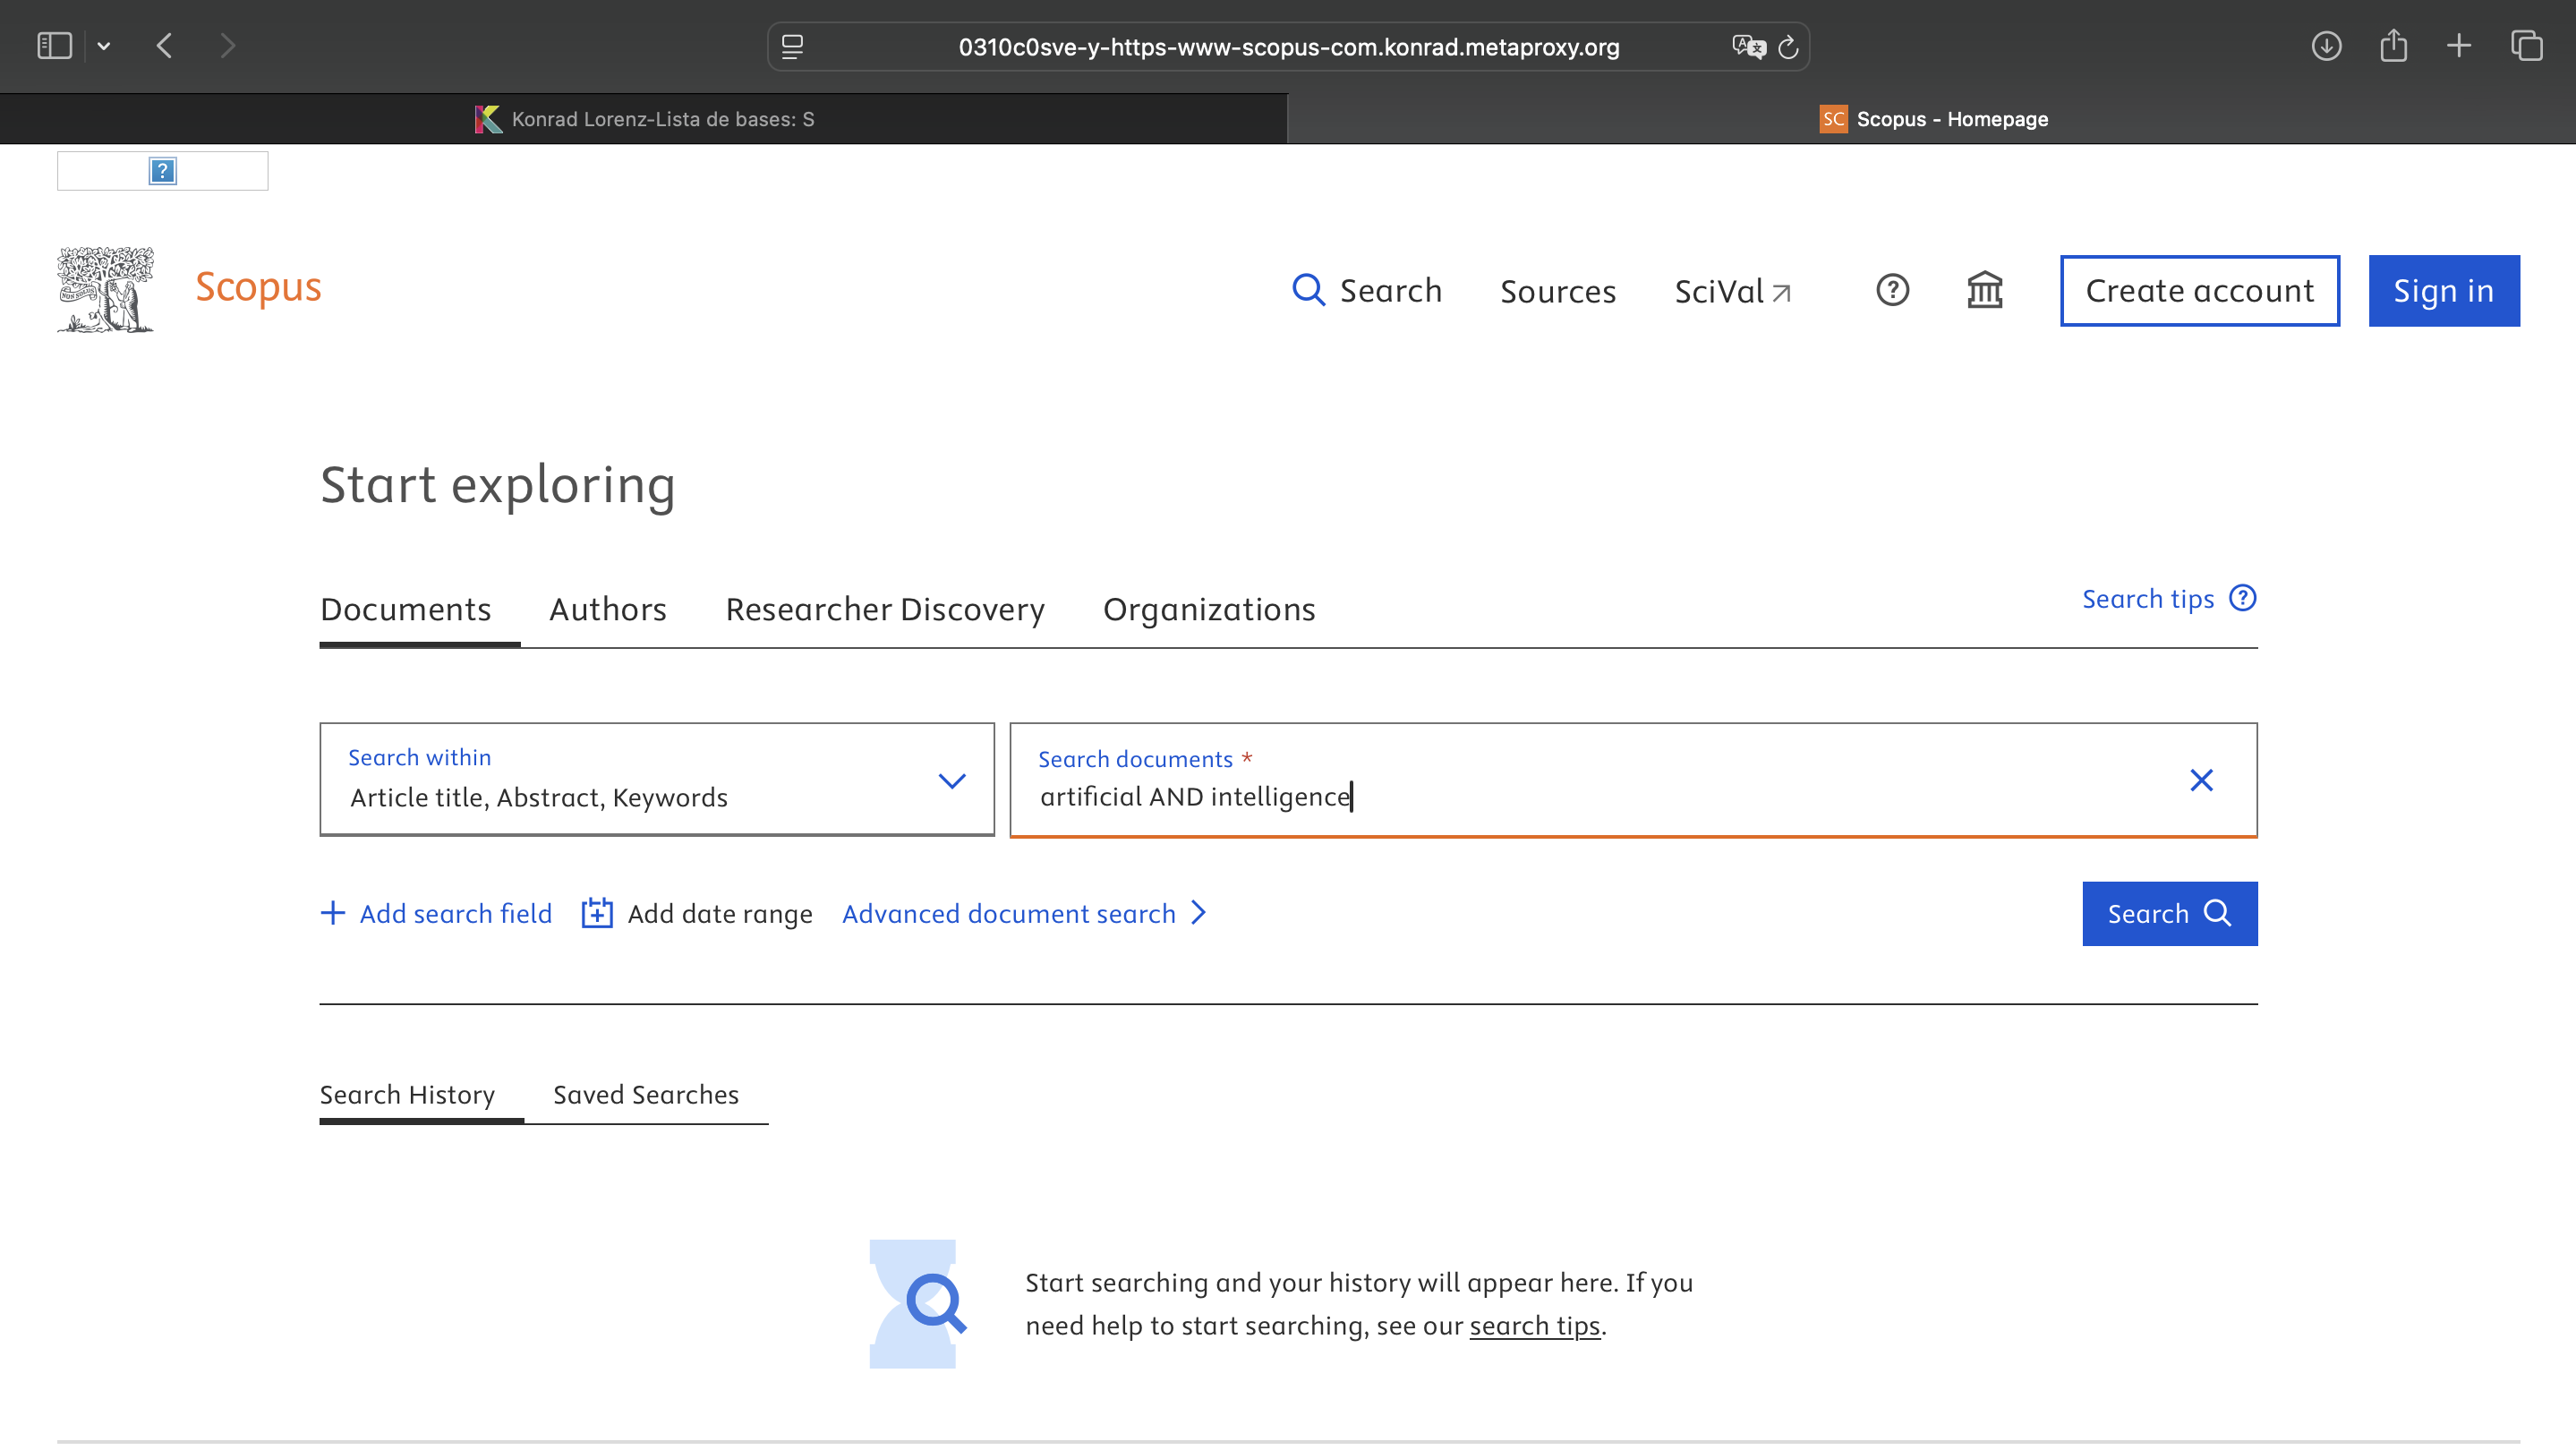 0310c0sve-y-https-www-scopus-com.konrad.metaproxy.org
Konrad Lorenz-Lista de bases: S
SC Scopus - Homepage
Scopus
Search
Sources
SciVal
Create account
Sign in
Start exploring
Documents
Authors
Researcher Discovery
Organizations
Search tips
Search within
Article title, Abstract, Keywords
Search documents *
artificial AND intelligence
Add search field
Add date range
Advanced document search
Search
Search History
Saved Searches
Start searching and your history will appear here. If you
need help to start searching, see our search tips.